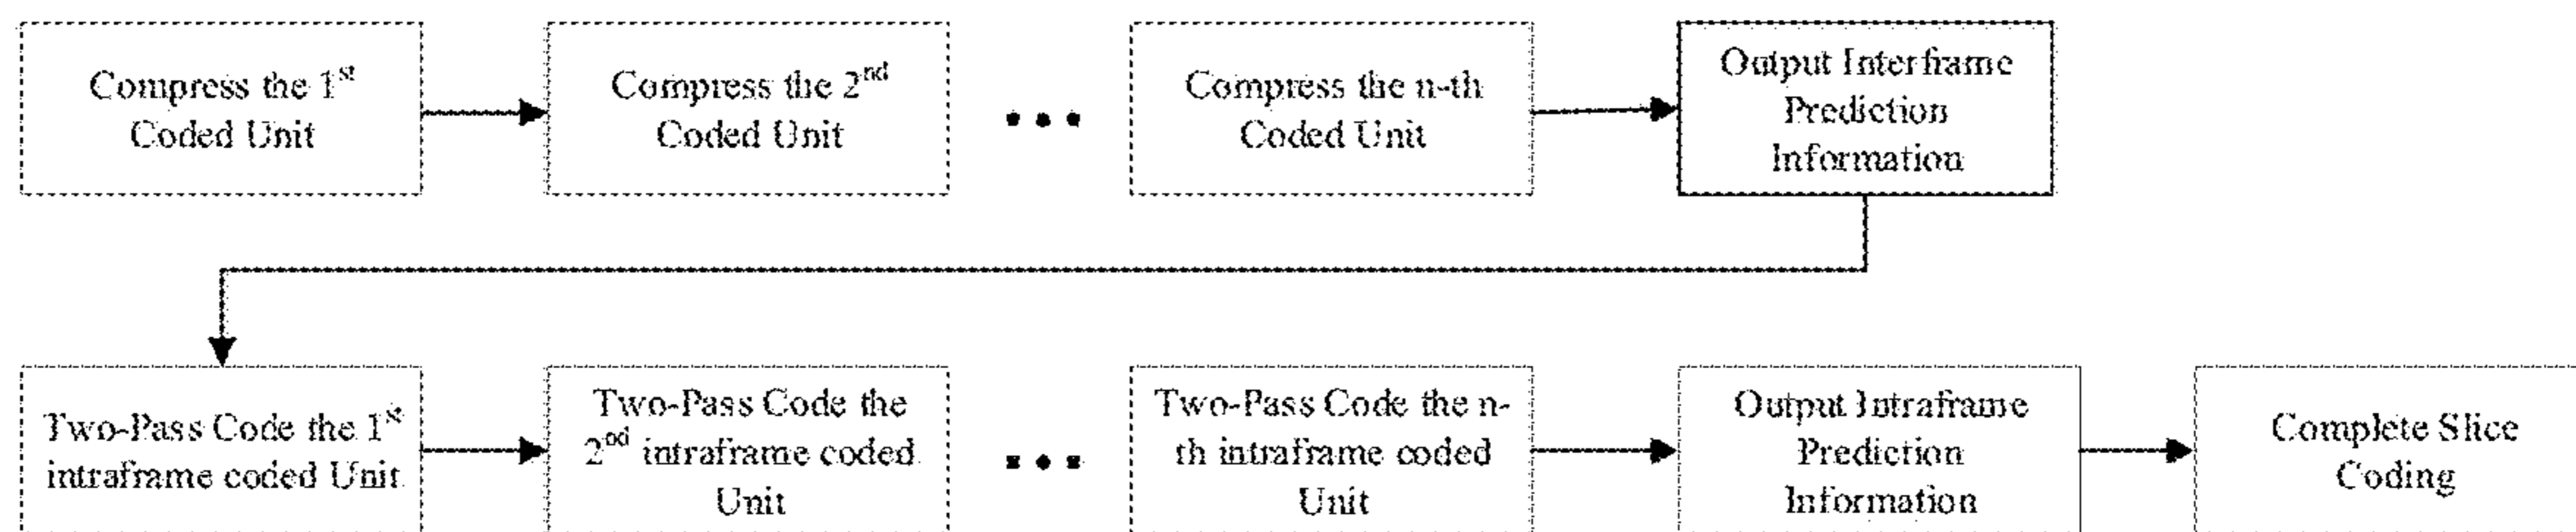 Compress the 1st
Coded Unit
Compress the 2nd
Coded Unit
Compress the n-th
Coded Unit
Output Interframe
Prediction
Information
Two-Pass Code the 1st
intraframe coded Unit
Two-Pass Code the
2nd intraframe coded
Unit
Two-Pass Code the n-
th intraframe coded
Unit
Output Intraframe
Prediction
Information
Complete Slice
Coding